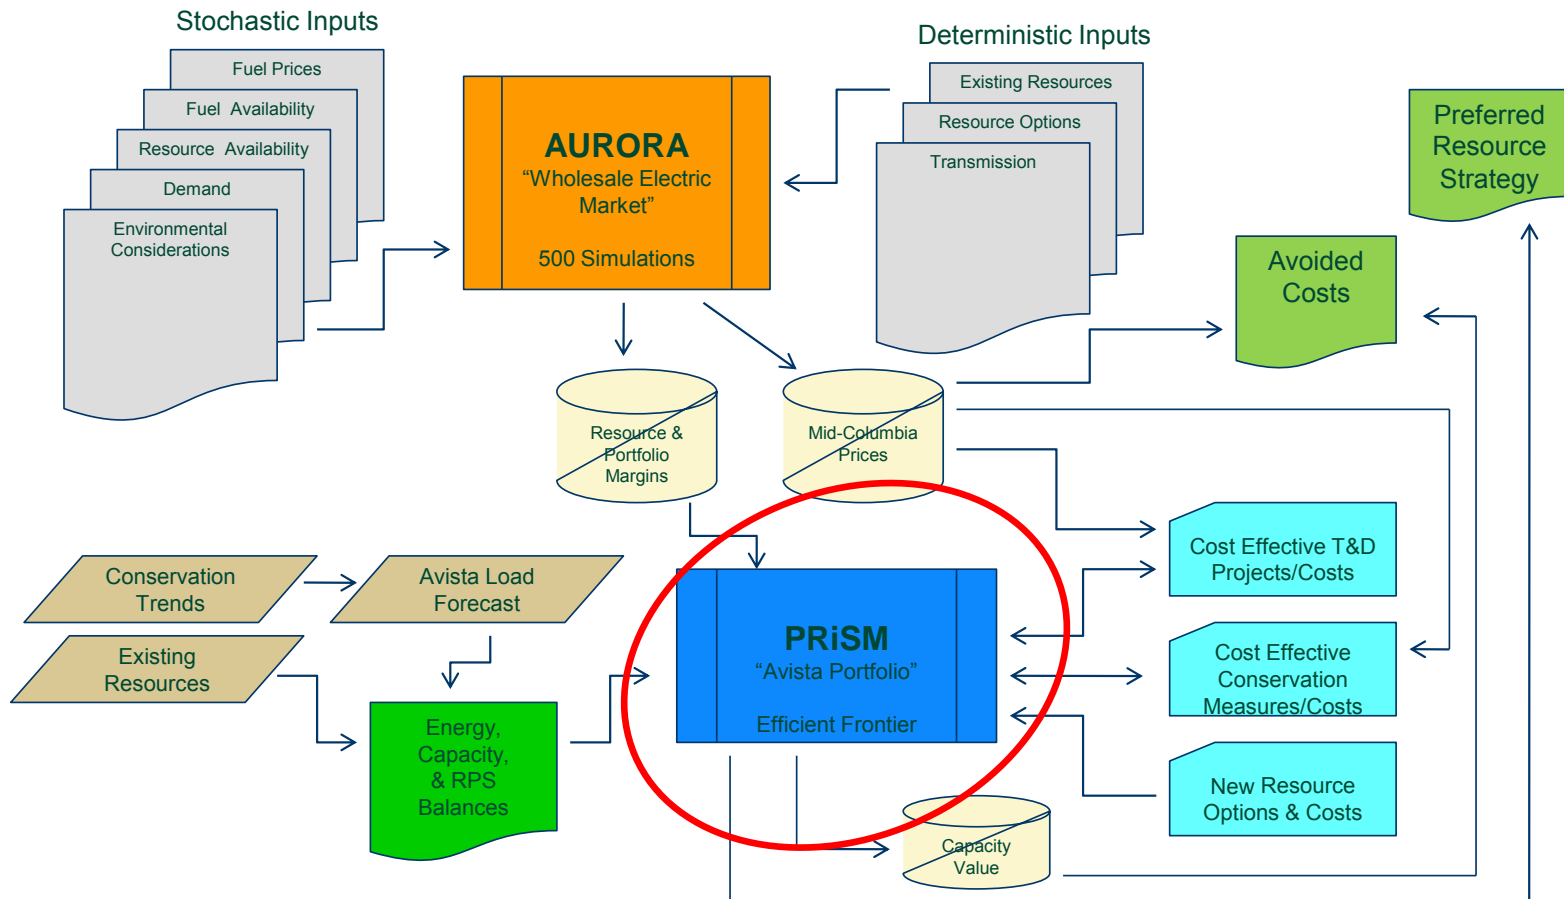 Stochastic Inputs
Fuel Prices
Fuel Availability
Resource Availability
Demand
Environmental
Considerations
AURORA
“Wholesale Electric
Market”
500 Simulations
Deterministic Inputs
Existing Resources
Resource Options
Transmission
Preferred
Resource
Strategy
Avoided
Costs
Resource &
Portfolio
Margins
Mid-Columbia
Prices
Conservation
Trends
Avista Load
Forecast
Existing
Resources
Energy,
Capacity,
& RPS
Balances
PRiSM
“Avista Portfolio”
Efficient Frontier
Cost Effective T&D
Projects/Costs
Cost Effective
Conservation
Measures/Costs
New Resource
Options & Costs
Capacity
Value